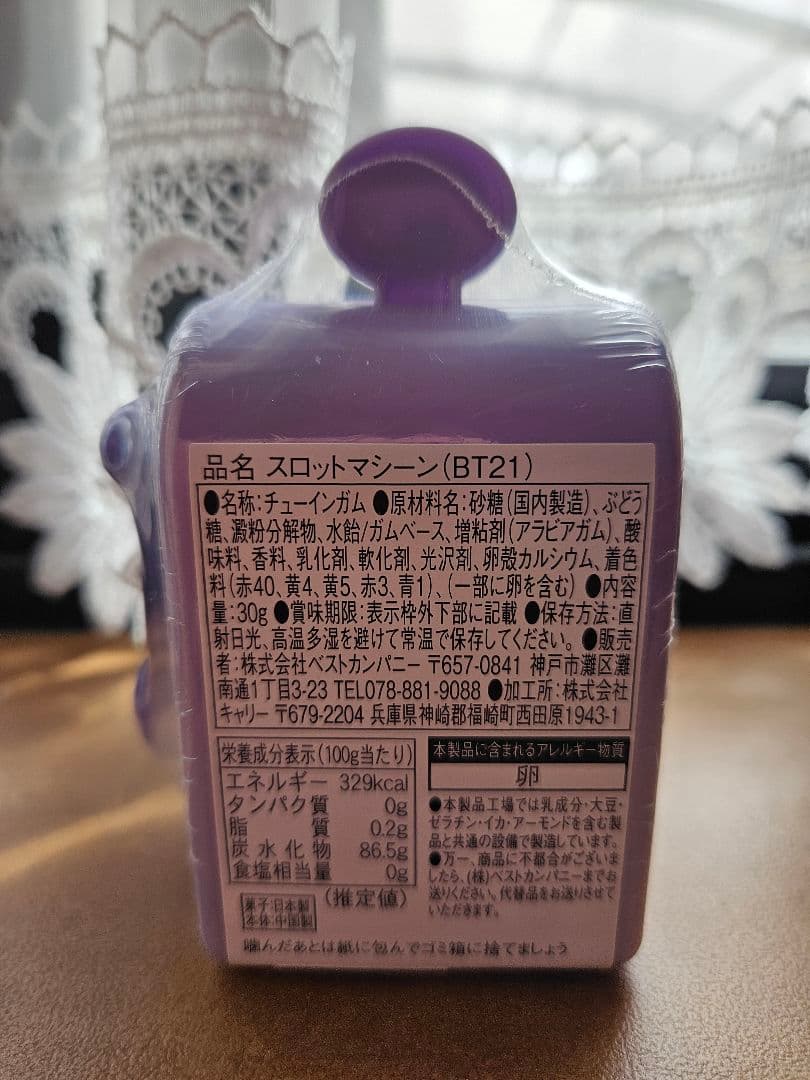 品名 スロットマシーン(BT21)
●名称:チューインガム ●原材料名:砂糖(国内製造)、ぶどう
糖、澱粉分解物、水飴/ガムベース、増粘剤(アラビアガム)、酸
味料、香料、乳化剤、軟化剤、光沢剤、卵殻カルシウム、着色
料(赤40、黄4、黄5、赤3、青1)、(一部に卵を含む) ●内容
量:30g ●賞味期限:表示枠外下部に記載 ●保存方法:直
射日光、高温多湿を避けて常温で保存してください。 ●販売
者:株式会社ベストカンパニー 〒657-0841 神戸市灘区灘
南通1丁目3-23 TEL078-881-9088 ●加工所:株式会社
キャリー 〒679-2204 兵庫県神崎郡福崎町西田原1943-1
栄養成分表示(100g当たり)
エネルギー 329kcal
タンパク質 0g
脂質 0.2g
炭水化物 86.5g
食塩相当量 0g
(推定値)
菓子:日本製
本体:中国製
本製品に含まれるアレルギー物質
卵
●本製品工場では乳成分・大豆・
ゼラチン・イカ・アーモンドを含む製
品と共通の設備で製造しています。
●万一、商品に不都合がございま
したら、(株)ベストカンパニーまでお
送りください。代替品をお送りさせて
いただきます。
噛んだあとは紙に包んでゴミ箱に捨てましょう